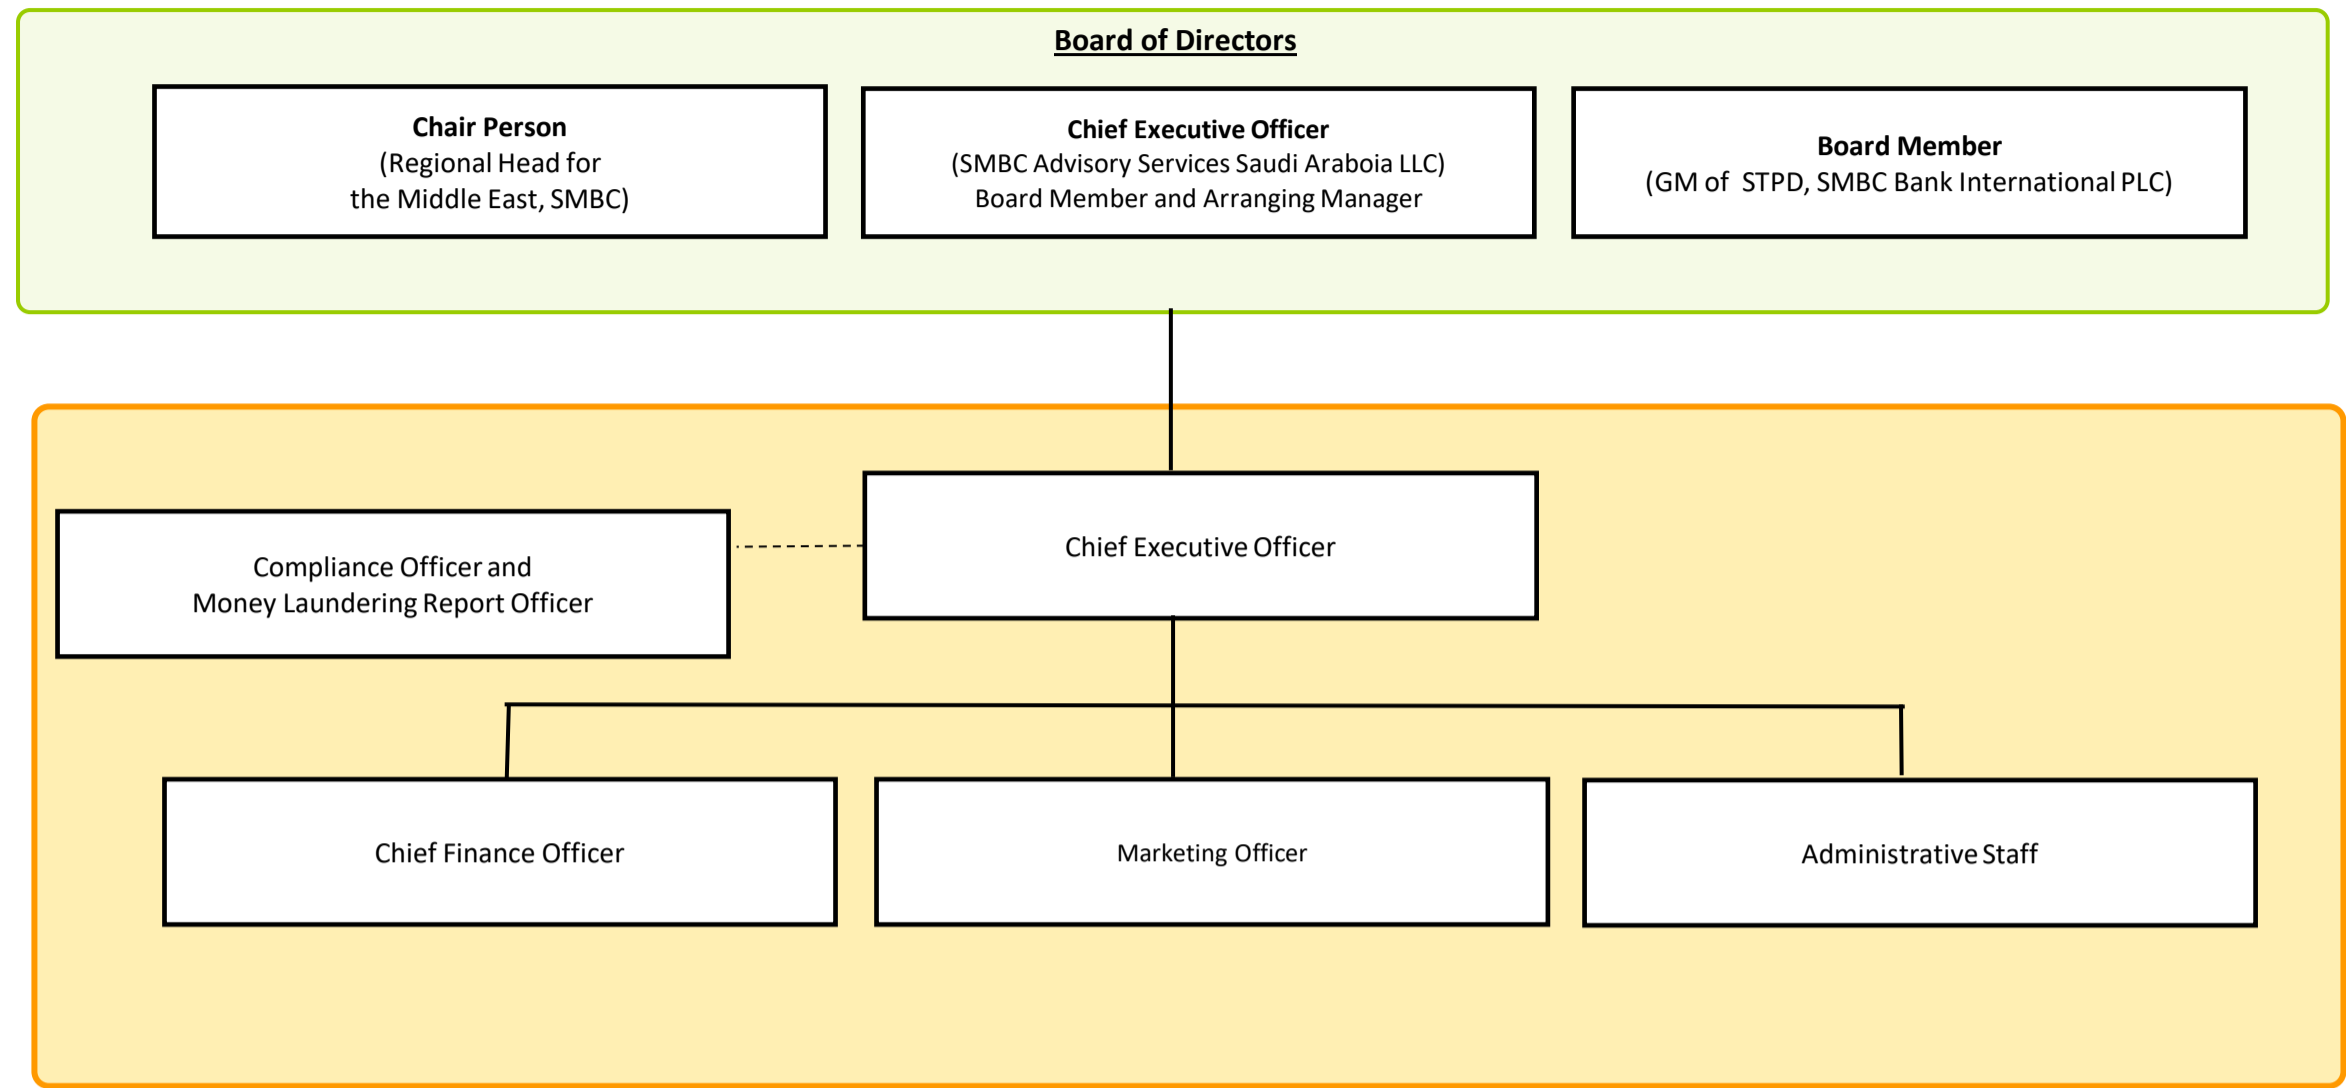 Board of Directors
Chair Person
(Regional Head for
the Middle East, SMBC)
Chief Executive Officer
(SMBC Advisory Services Saudi Araboia LLC)
Board Member and Arranging Manager
Board Member
(GM of STPD, SMBC Bank International PLC)
Chief Executive Officer
Compliance Officer and
Money Laundering Report Officer
Chief Finance Officer
Marketing Officer
Administrative Staff